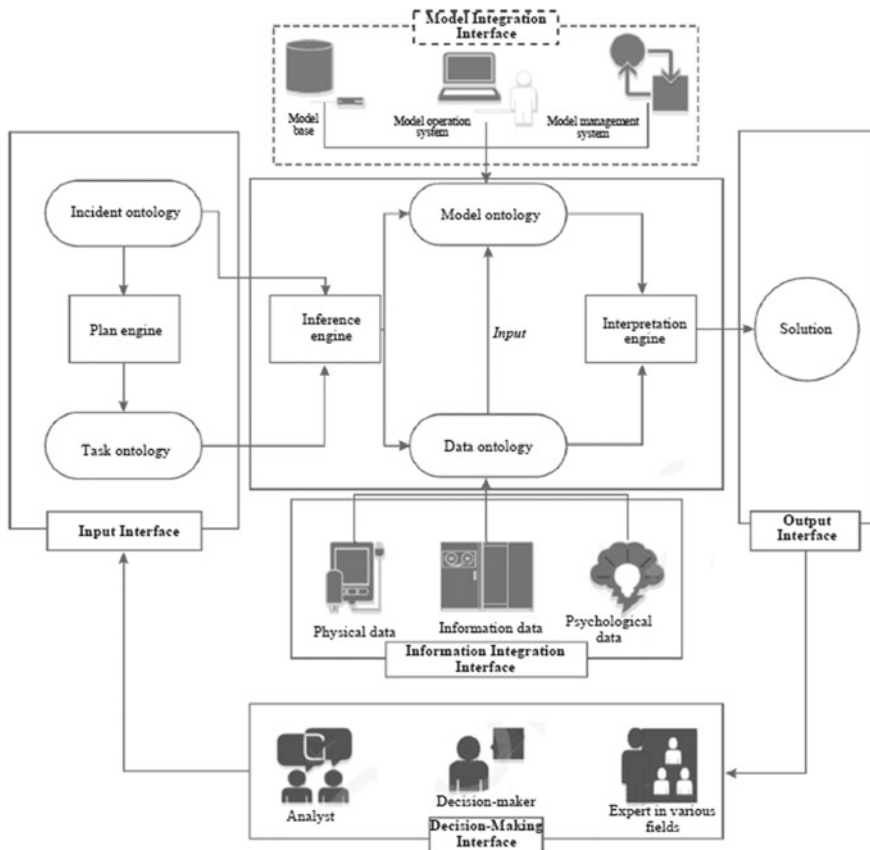 Model Integration
Interface
Model
base
Model operation
system
Model management
system
Incident ontology
Plan engine
Task ontology
Input Interface
Inference
engine
Model ontology
Input
Data ontology
Interpretation
engine
Solution
Output
Interface
Physical data
Information data
Psychological
data
Information Integration
Interface
Analyst
Decision-maker
Expert in various
fields
Decision-Making
Interface